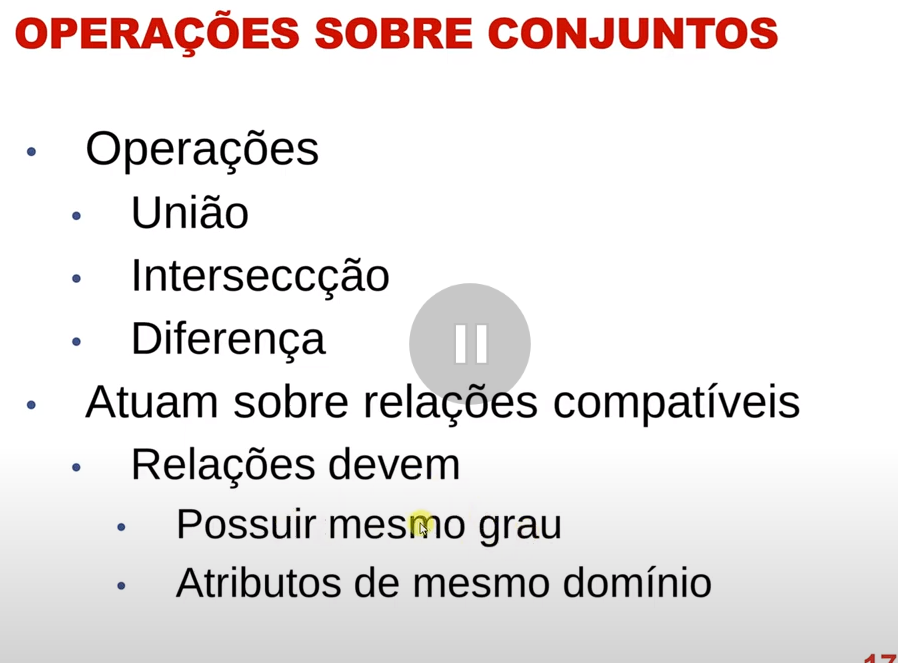 OPERAÇÕES SOBRE CONJUNTOS
• Operações
• União
• Interseccção
• Diferença
• Atuam sobre relações compatíveis
• Relações devem
• Possuir mesmo grau
• Atributos de mesmo domínio
17